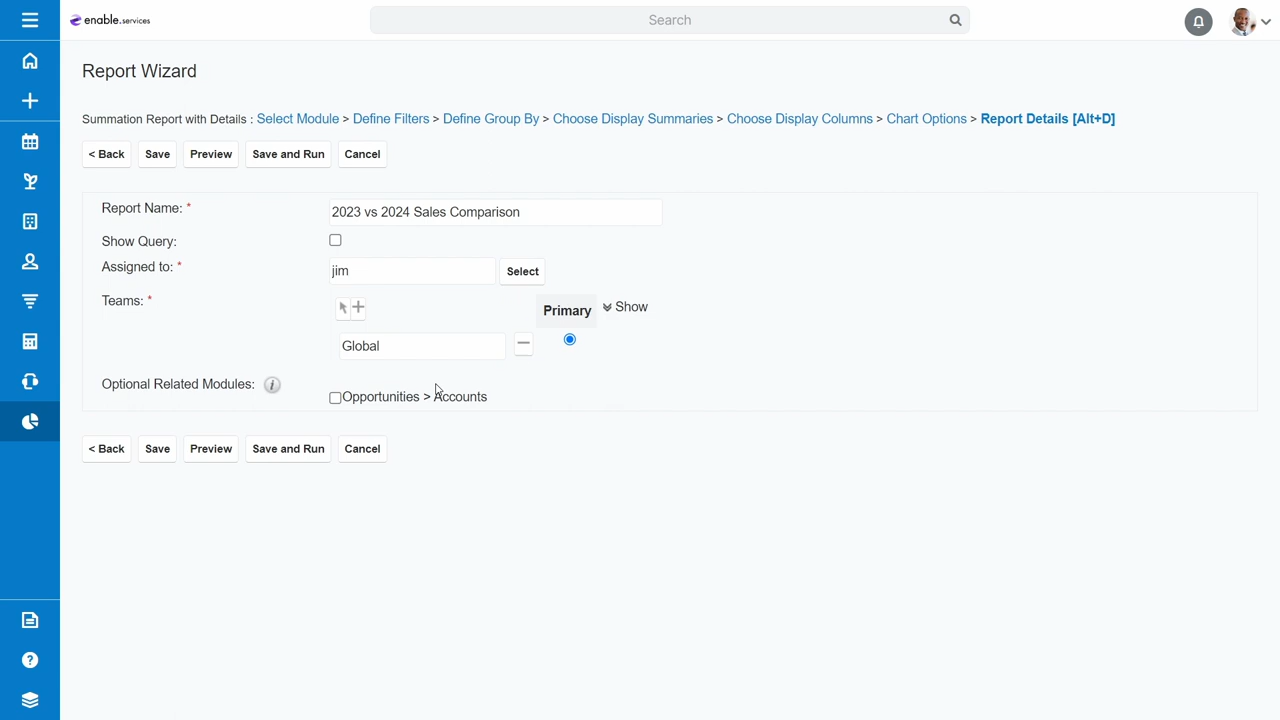 enable.services
Search
Report Wizard
Summation Report with Details : Select Module > Define Filters > Define Group By > Choose Display Summaries > Choose Display Columns > Chart Options > Report Details [Alt+D]
< Back Save Preview Save and Run Cancel
Report Name: * 2023 vs 2024 Sales Comparison
Show Query:
Assigned to: * jim Select
Teams: * Primary Show
Global
Optional Related Modules: i Opportunities > Accounts
< Back Save Preview Save and Run Cancel